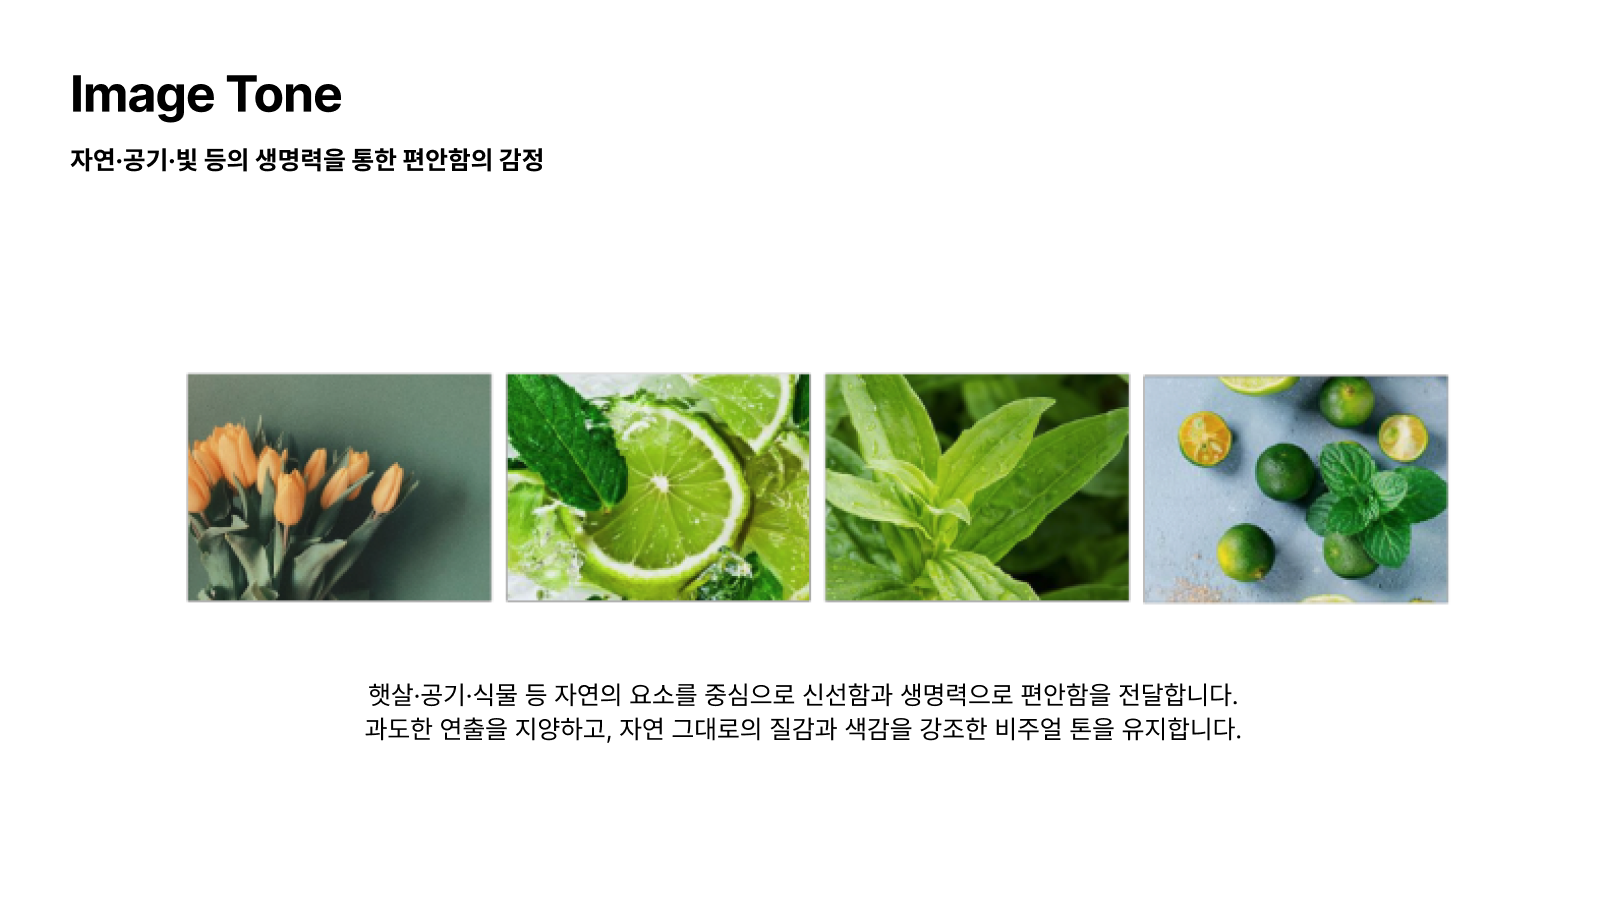 Image Tone
자연·공기·빛 등의 생명력을 통한 편안함의 감정
햇살·공기·식물 등 자연의 요소를 중심으로 신선함과 생명력으로 편안함을 전달합니다.
과도한 연출을 지양하고, 자연 그대로의 질감과 색감을 강조한 비주얼 톤을 유지합니다.